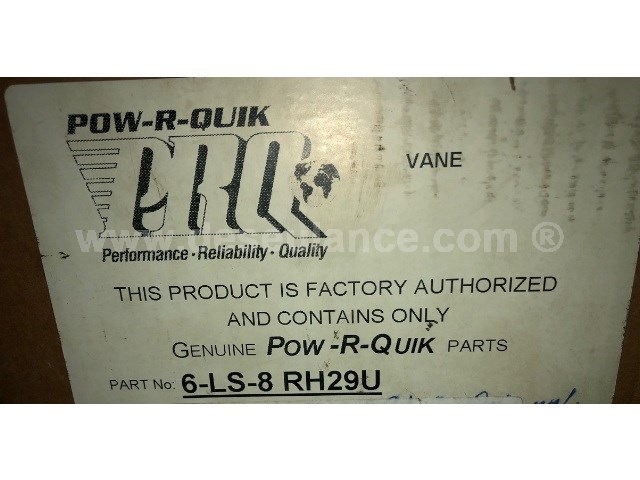 POW-R-QUIK
PRQ
VANE
Performance · Reliability · Quality
THIS PRODUCT IS FACTORY AUTHORIZED
AND CONTAINS ONLY
GENUINE POW-R-QUIK PARTS
PART No: 6-LS-8 RH29U